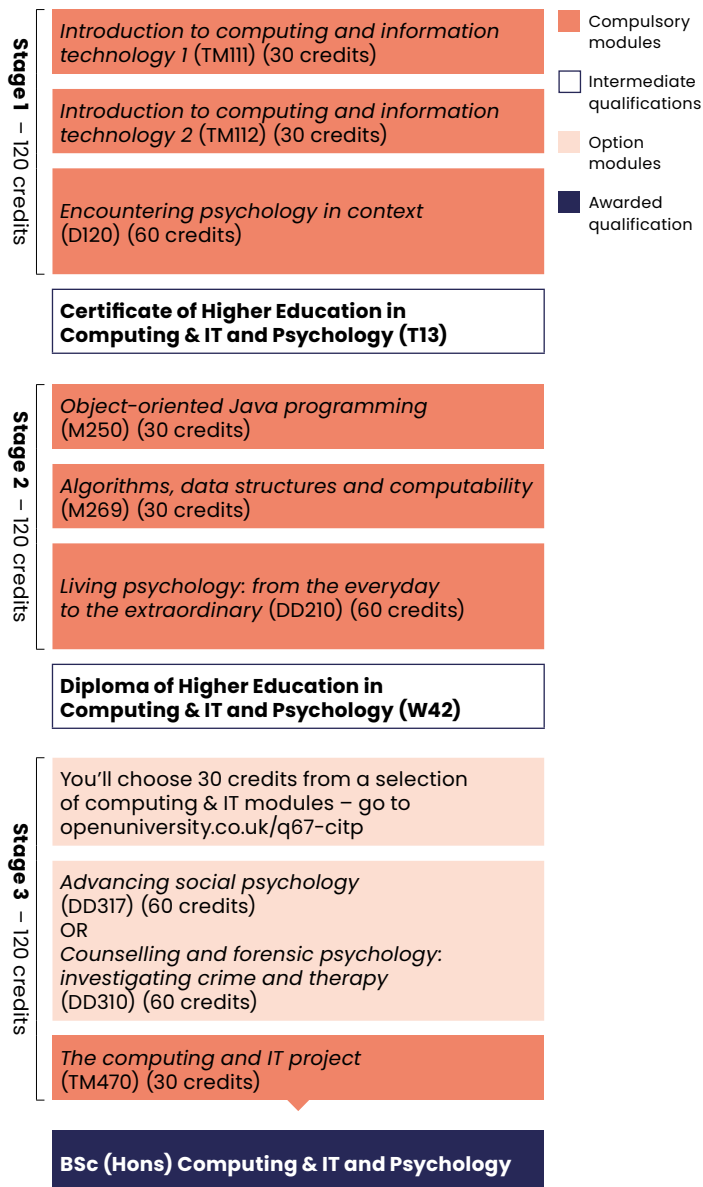 Stage 1 – 120 credits
Introduction to computing and information
technology 1 (TM111) (30 credits)
Introduction to computing and information
technology 2 (TM112) (30 credits)
Encountering psychology in context
(D120) (60 credits)
Compulsory
modules
Intermediate
qualifications
Option
modules
Awarded
qualification
Certificate of Higher Education in
Computing & IT and Psychology (T13)
Stage 2 – 120 credits
Object-oriented Java programming
(M250) (30 credits)
Algorithms, data structures and computability
(M269) (30 credits)
Living psychology: from the everyday
to the extraordinary (DD210) (60 credits)
Diploma of Higher Education in
Computing & IT and Psychology (W42)
Stage 3 – 120 credits
You’ll choose 30 credits from a selection
of computing & IT modules – go to
openuniversity.co.uk/q67-citp
Advancing social psychology
(DD317) (60 credits)
OR
Counselling and forensic psychology:
investigating crime and therapy
(DD310) (60 credits)
The computing and IT project
(TM470) (30 credits)
BSc (Hons) Computing & IT and Psychology